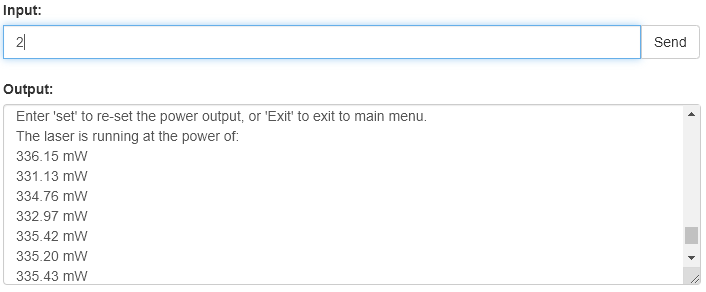 Input:
2
Send
Output:
Enter 'set' to re-set the power output, or 'Exit' to exit to main menu.
The laser is running at the power of:
336.15 mW
331.13 mW
334.76 mW
332.97 mW
335.42 mW
335.20 mW
335.43 mW